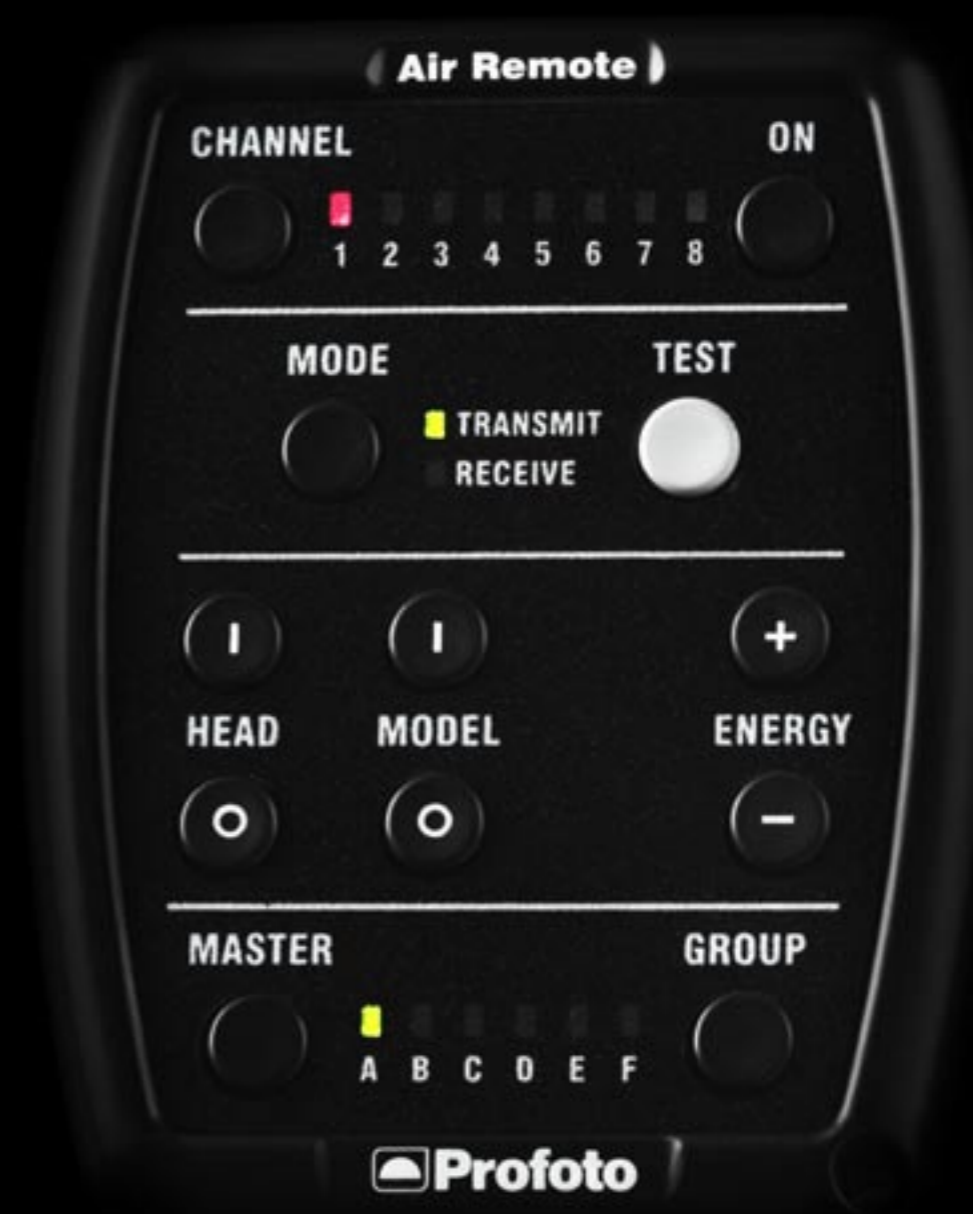 Air Remote
CHANNEL ON
1 2 3 4 5 6 7 8
MODE TEST
TRANSMIT
RECEIVE
I I +
HEAD MODEL ENERGY
O O −
MASTER GROUP
A B C D E F
Profoto